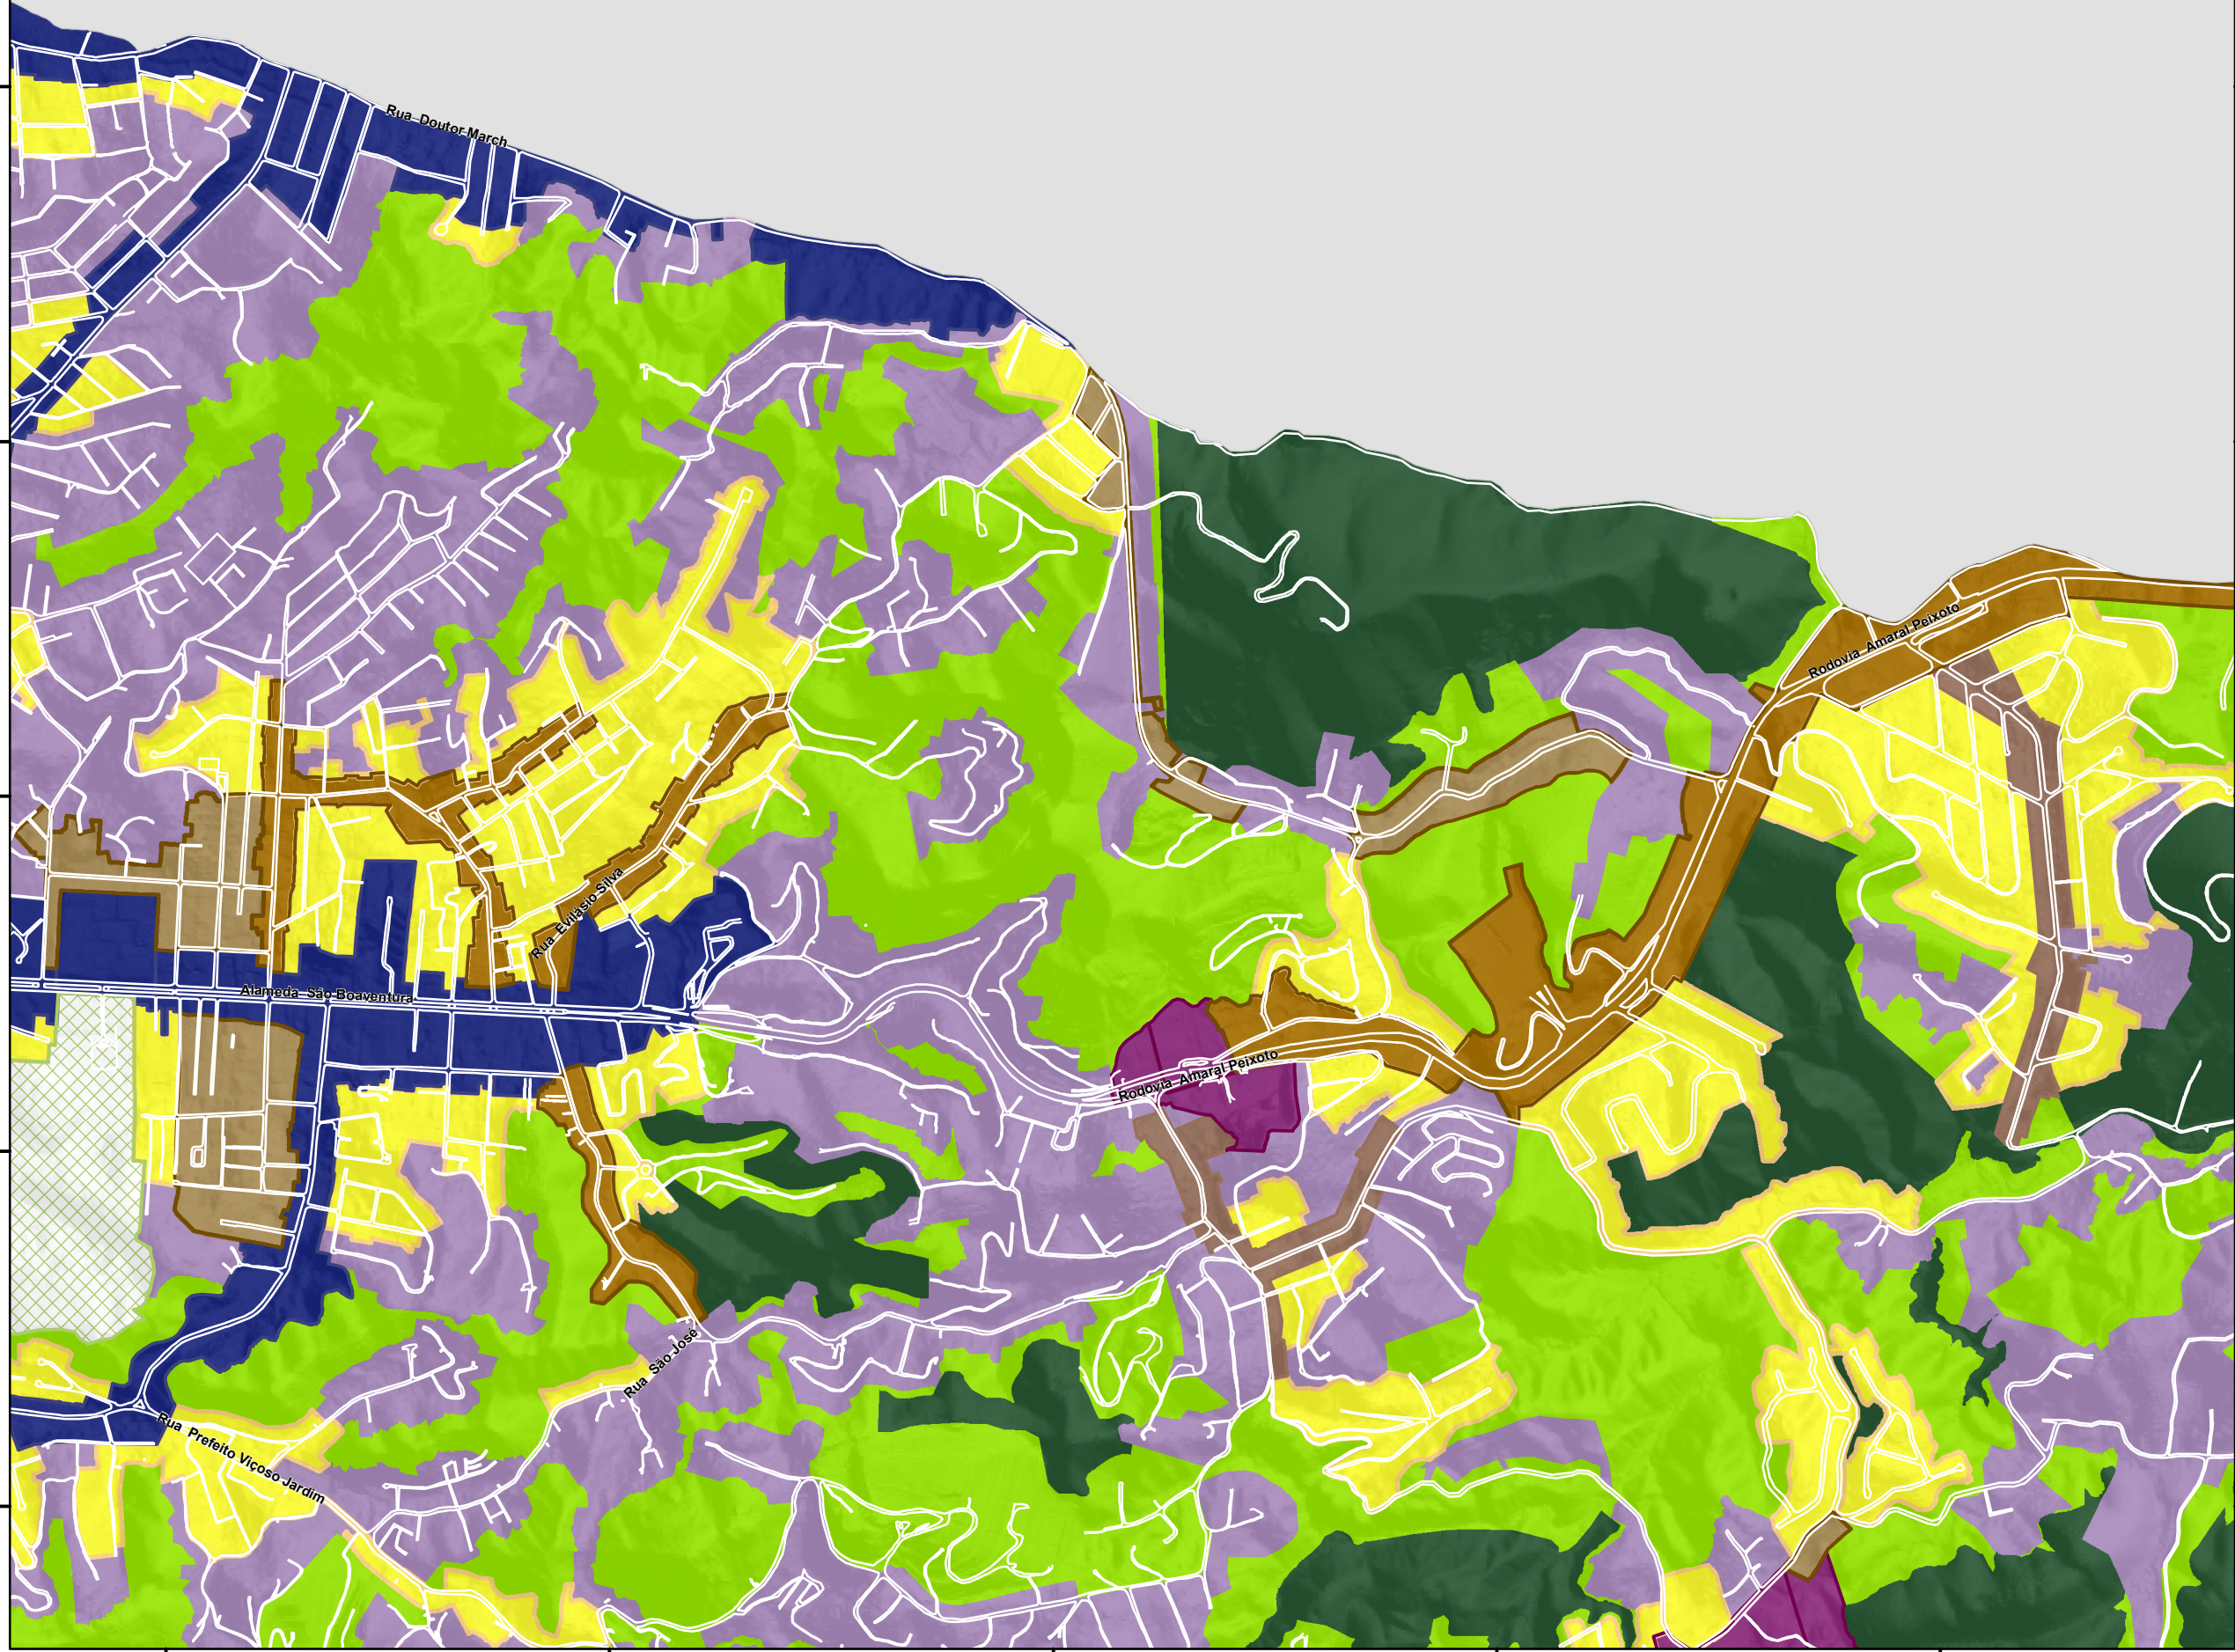 Rua Doutor March
Rodovia Amaral Peixoto
Rua Evilásio Silva
Alameda São Boaventura
Rodovia Amaral Peixoto
Rua São José
Rua Prefeito Viçoso Jardim